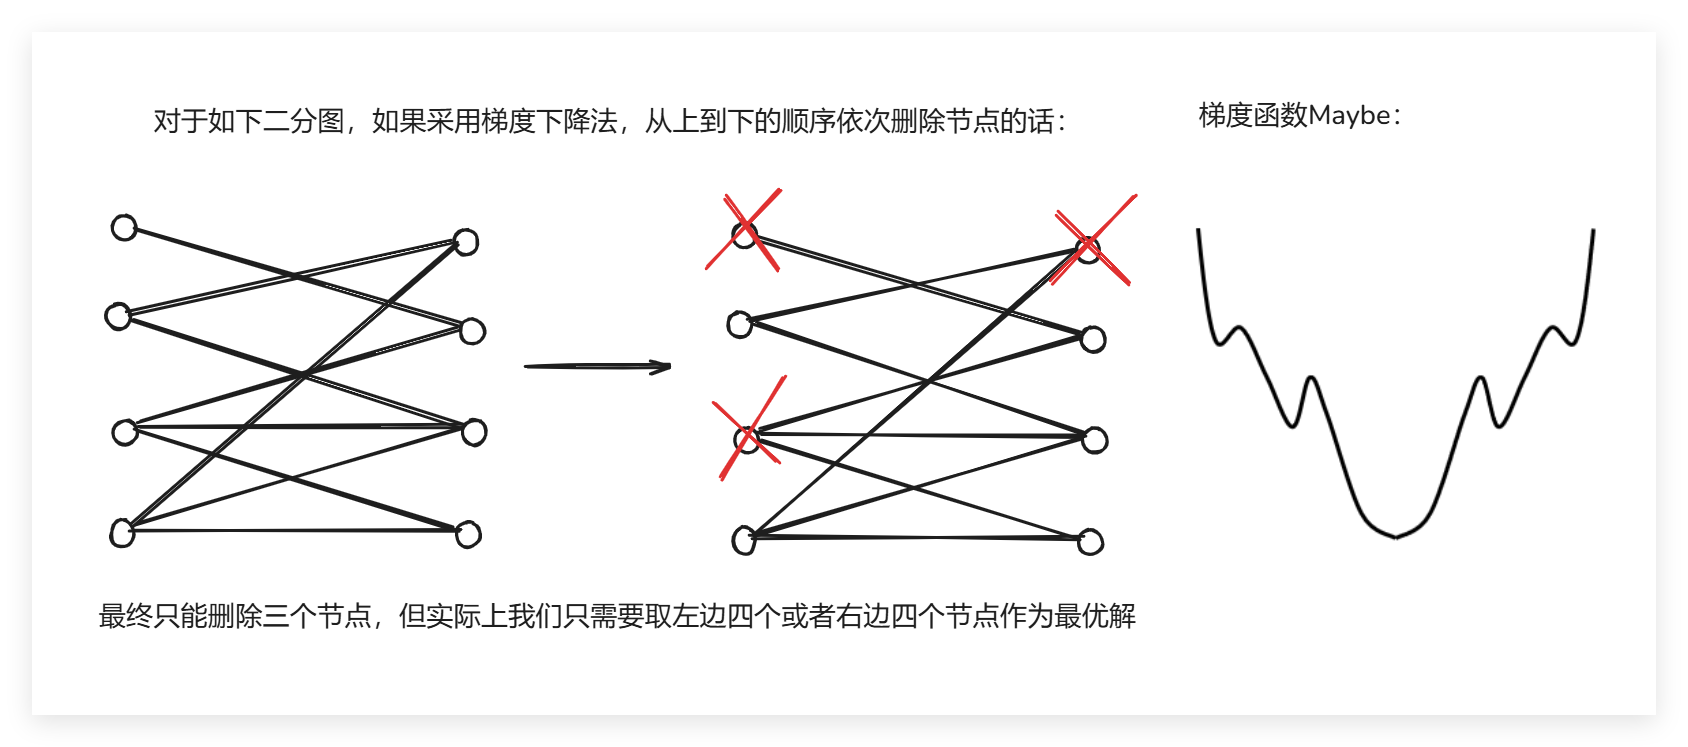 对于如下二分图，如果采用梯度下降法，从上到下的顺序依次删除节点的话：
梯度函数Maybe：
最终只能删除三个节点，但实际上我们只需要取左边四个或者右边四个节点作为最优解